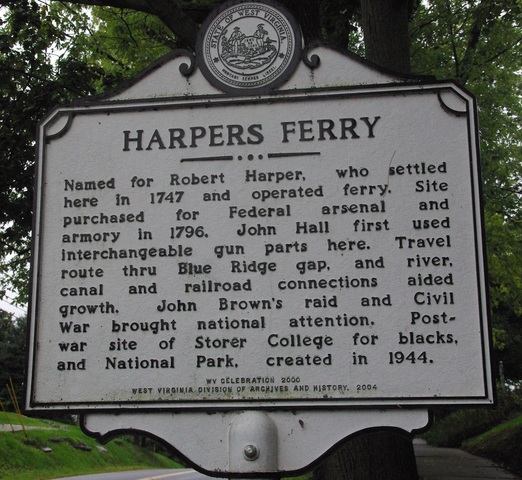 STATE OF WEST VIRGINIA
MONTANI SEMPER LIBERI
HARPERS FERRY
Named for Robert Harper, who settled
here in 1747 and operated ferry. Site
purchased for Federal arsenal and
armory in 1796. John Hall first used
interchangeable gun parts here. Travel
route thru Blue Ridge gap, and river,
canal and railroad connections aided
growth. John Brown's raid and Civil
War brought national attention. Post-
war site of Storer College for blacks,
and National Park, created in 1944.
WV CELEBRATION 2000
WEST VIRGINIA DIVISION OF ARCHIVES AND HISTORY, 2004